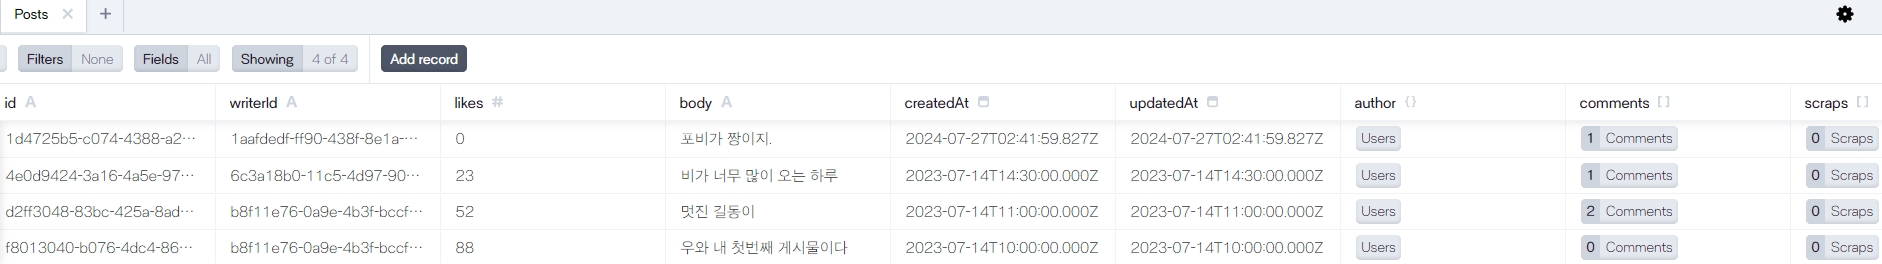 Posts × +
Filters None Fields All Showing 4 of 4 Add record
id A writerId A likes # body A createdAt updatedAt author {} comments [] scraps []
1d4725b5-c074-4388-a2··· 1aafdedf-ff90-438f-8e1a-··· 0 포비가 짱이지. 2024-07-27T02:41:59.827Z 2024-07-27T02:41:59.827Z Users 1 Comments 0 Scraps
4e0d9424-3a16-4a5e-97··· 6c3a18b0-11c5-4d97-90··· 23 비가 너무 많이 오는 하루 2023-07-14T14:30:00.000Z 2023-07-14T14:30:00.000Z Users 1 Comments 0 Scraps
d2ff3048-83bc-425a-8ad··· b8f11e76-0a9e-4b3f-bccf··· 52 멋진 길동이 2023-07-14T11:00:00.000Z 2023-07-14T11:00:00.000Z Users 2 Comments 0 Scraps
f8013040-b076-4dc4-86··· b8f11e76-0a9e-4b3f-bccf··· 88 우와 내 첫번째 게시물이다 2023-07-14T10:00:00.000Z 2023-07-14T10:00:00.000Z Users 0 Comments 0 Scraps